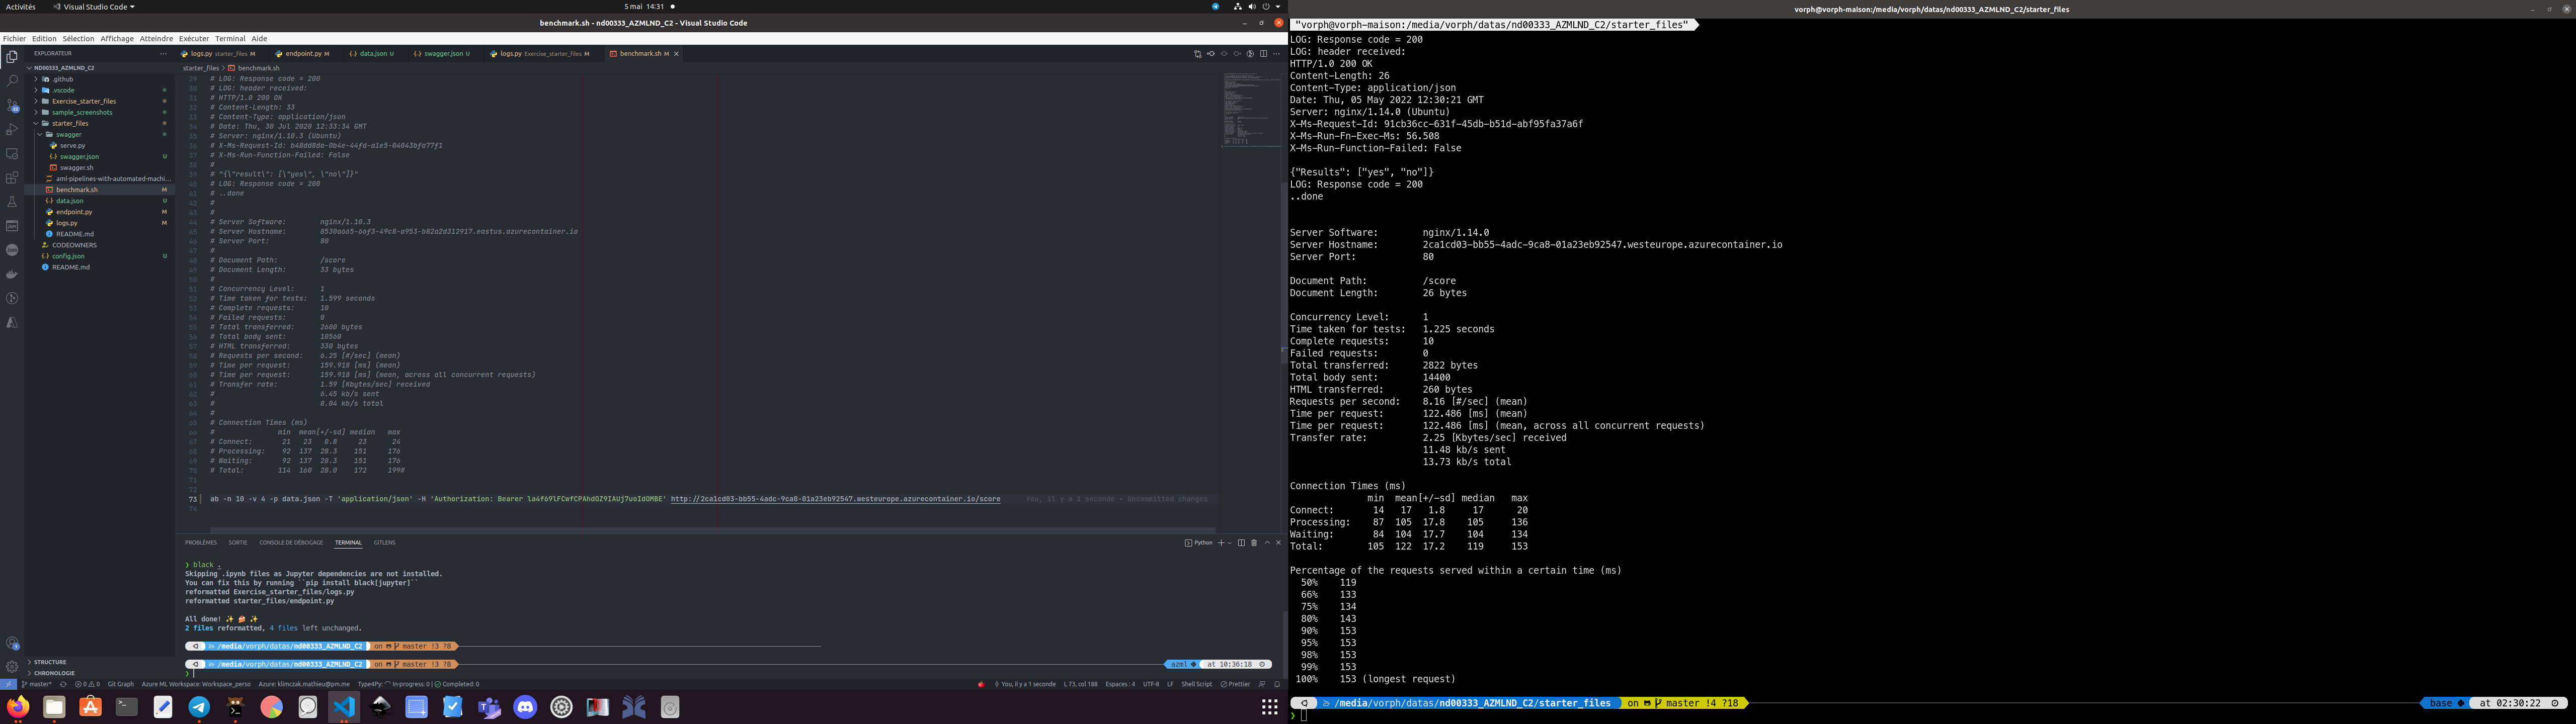 Activités
Visual Studio Code
5 mai 14:31
benchmark.sh - nd00333_AZMLND_C2 - Visual Studio Code
Fichier Edition Sélection Affichage Atteindre Exécuter Terminal Aide
EXPLORATEUR
ND00333_AZMLND_C2
.github
.vscode
Exercise_starter_files
sample_screenshots
starter_files
swagger
serve.py
swagger.json U
swagger.sh
aml-pipelines-with-automated-machi...
benchmark.sh M
data.json U
endpoint.py M
logs.py M
README.md
CODEOWNERS
config.json U
README.md
STRUCTURE
CHRONOLOGIE
logs.py starter_files M
endpoint.py M
data.json U
swagger.json U
logs.py Exercise_starter_files M
benchmark.sh M
starter_files > benchmark.sh
29 # LOG: Response code = 200
30 # LOG: header received:
31 # HTTP/1.0 200 OK
32 # Content-Length: 33
33 # Content-Type: application/json
34 # Date: Thu, 30 Jul 2020 12:33:34 GMT
35 # Server: nginx/1.10.3 (Ubuntu)
36 # X-Ms-Request-Id: b48dd8da-0b4e-44fd-a1e5-04043bfa77f1
37 # X-Ms-Run-Function-Failed: False
38 #
39 # "{\"result\": [\"yes\", \"no\"]}"
40 # LOG: Response code = 200
41 # ..done
42 #
43 #
44 # Server Software: nginx/1.10.3
45 # Server Hostname: 8530a665-66f3-49c8-a953-b82a2d312917.eastus.azurecontainer.io
46 # Server Port: 80
47 #
48 # Document Path: /score
49 # Document Length: 33 bytes
50 #
51 # Concurrency Level: 1
52 # Time taken for tests: 1.599 seconds
53 # Complete requests: 10
54 # Failed requests: 0
55 # Total transferred: 2600 bytes
56 # Total body sent: 10560
57 # HTML transferred: 330 bytes
58 # Requests per second: 6.25 [#/sec] (mean)
59 # Time per request: 159.918 [ms] (mean)
60 # Time per request: 159.918 [ms] (mean, across all concurrent requests)
61 # Transfer rate: 1.59 [Kbytes/sec] received
62 # 6.45 kb/s sent
63 # 8.04 kb/s total
64 #
65 # Connection Times (ms)
66 # min mean[+/-sd] median max
67 # Connect: 21 23 0.8 23 24
68 # Processing: 92 137 28.3 151 176
69 # Waiting: 92 137 28.3 151 176
70 # Total: 114 160 28.0 172 199#
71
72
73 ab -n 10 -v 4 -p data.json -T 'application/json' -H 'Authorization: Bearer la4f69lFCwfCPAhdOZ9IAUj7uoIdOMBE' http://2ca1cd03-bb55-4adc-9ca8-01a23eb92547.westeurope.azurecontainer.io/score You, il y a 1 seconde • Uncommitted changes
74
PROBLÈMES SORTIE CONSOLE DE DÉBOGAGE TERMINAL GITLENS
Python
❯ black .
Skipping .ipynb files as Jupyter dependencies are not installed.
You can fix this by running ``pip install black[jupyter]``
reformatted Exercise_starter_files/logs.py
reformatted starter_files/endpoint.py
All done! ✨ 🍰 ✨
2 files reformatted, 4 files left unchanged.
/media/vorph/datas/nd00333_AZMLND_C2 on master !3 ?8
/media/vorph/datas/nd00333_AZMLND_C2 on master !3 ?8 azml at 10:36:18
❯
master* 0 0 Git Graph Azure ML Workspace: Workspace_perso Azure: klimczak.mathieu@pm.me Type4Py: In-progress: 0 | Completed: 0 You, il y a 1 seconde L 73, col 188 Espaces : 4 UTF-8 LF Shell Script Prettier
vorph@vorph-maison:/media/vorph/datas/nd00333_AZMLND_C2/starter_files
"vorph@vorph-maison:/media/vorph/datas/nd00333_AZMLND_C2/starter_files"
LOG: Response code = 200
LOG: header received:
HTTP/1.0 200 OK
Content-Length: 26
Content-Type: application/json
Date: Thu, 05 May 2022 12:30:21 GMT
Server: nginx/1.14.0 (Ubuntu)
X-Ms-Request-Id: 91cb36cc-631f-45db-b51d-abf95fa37a6f
X-Ms-Run-Fn-Exec-Ms: 56.508
X-Ms-Run-Function-Failed: False
{"Results": ["yes", "no"]}
LOG: Response code = 200
..done
Server Software: nginx/1.14.0
Server Hostname: 2ca1cd03-bb55-4adc-9ca8-01a23eb92547.westeurope.azurecontainer.io
Server Port: 80
Document Path: /score
Document Length: 26 bytes
Concurrency Level: 1
Time taken for tests: 1.225 seconds
Complete requests: 10
Failed requests: 0
Total transferred: 2822 bytes
Total body sent: 14400
HTML transferred: 260 bytes
Requests per second: 8.16 [#/sec] (mean)
Time per request: 122.486 [ms] (mean)
Time per request: 122.486 [ms] (mean, across all concurrent requests)
Transfer rate: 2.25 [Kbytes/sec] received
11.48 kb/s sent
13.73 kb/s total
Connection Times (ms)
min mean[+/-sd] median max
Connect: 14 17 1.8 17 20
Processing: 87 105 17.8 105 136
Waiting: 84 104 17.7 104 134
Total: 105 122 17.2 119 153
Percentage of the requests served within a certain time (ms)
50% 119
66% 133
75% 134
80% 143
90% 153
95% 153
98% 153
99% 153
100% 153 (longest request)
/media/vorph/datas/nd00333_AZMLND_C2/starter_files on master !4 ?18 base at 02:30:22
❯